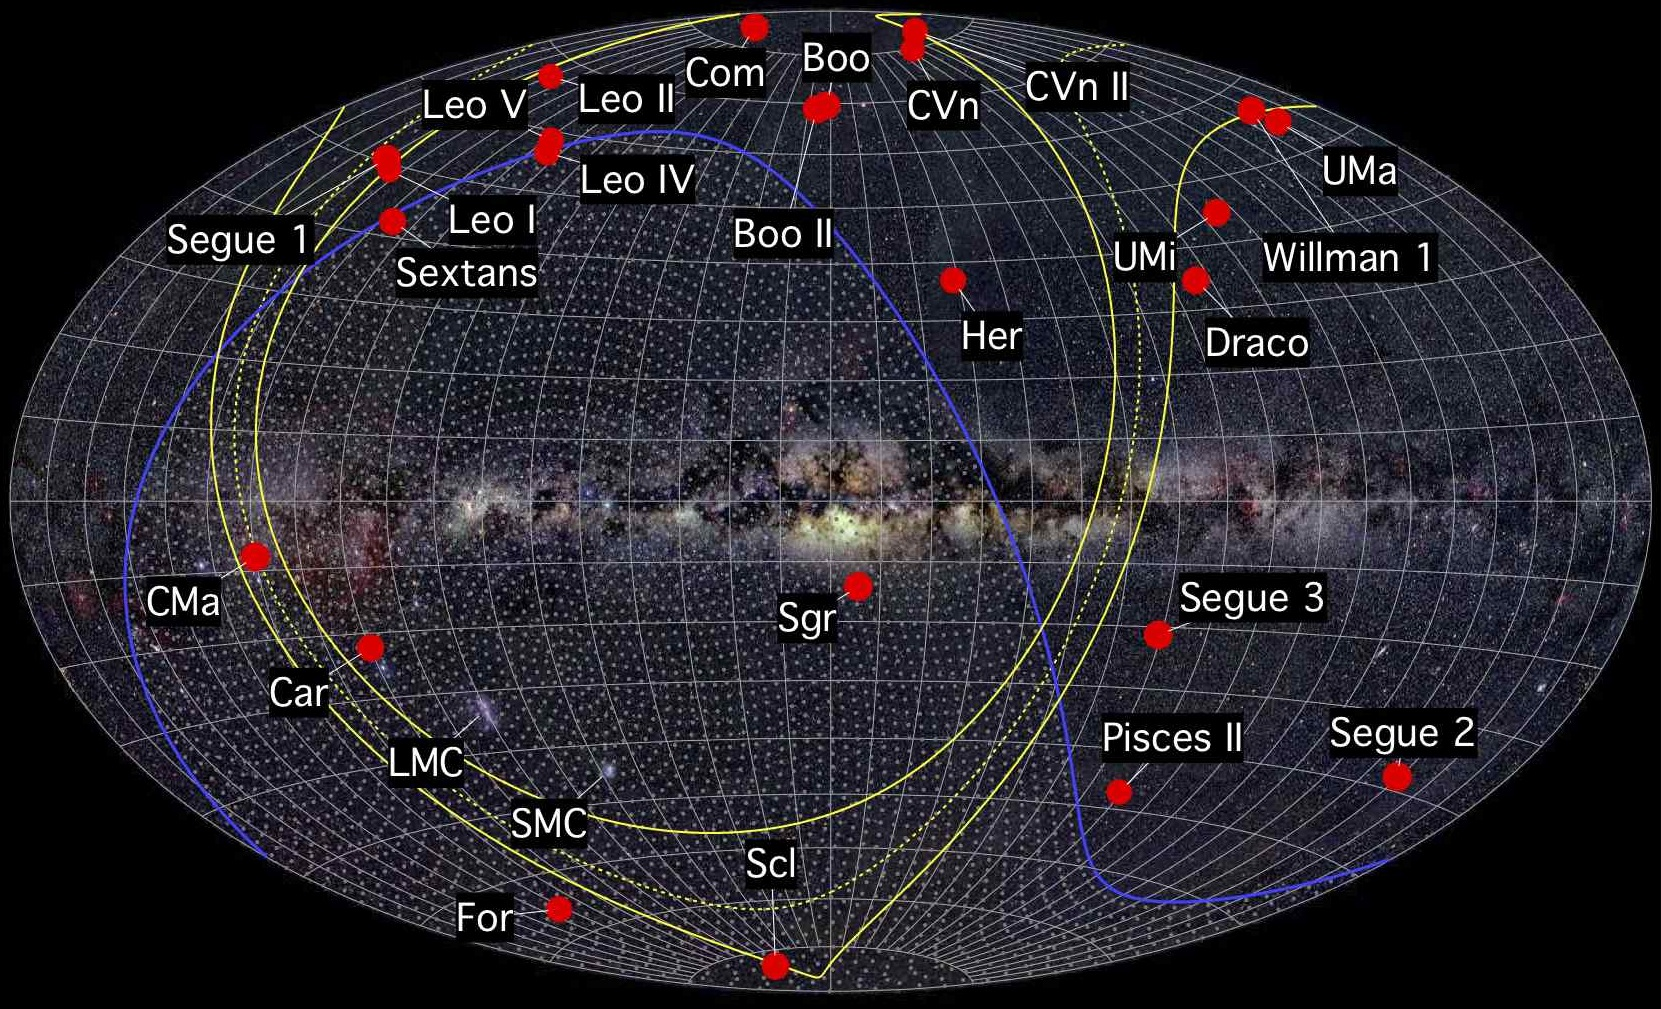 Com
Boo
Leo V
Leo II
CVn II
CVn
UMa
Leo IV
Segue 1
Leo I
Boo II
UMi
Willman 1
Sextans
Her
Draco
CMa
Sgr
Segue 3
Car
LMC
Pisces II
Segue 2
SMC
Scl
For